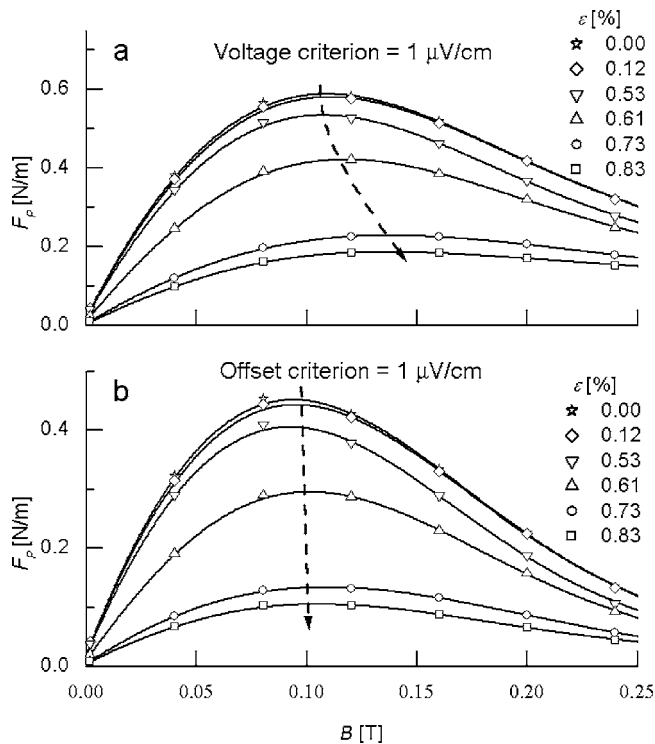 a
Voltage criterion = 1 μV/cm
ε [%]
0.00
0.12
0.53
0.61
0.73
0.83
0.6
0.4
0.2
0.0
Fₚ [N/m]
b
Offset criterion = 1 μV/cm
ε [%]
0.00
0.12
0.53
0.61
0.73
0.83
0.4
0.2
0.0
Fₚ [N/m]
0.00 0.05 0.10 0.15 0.20 0.25
B [T]